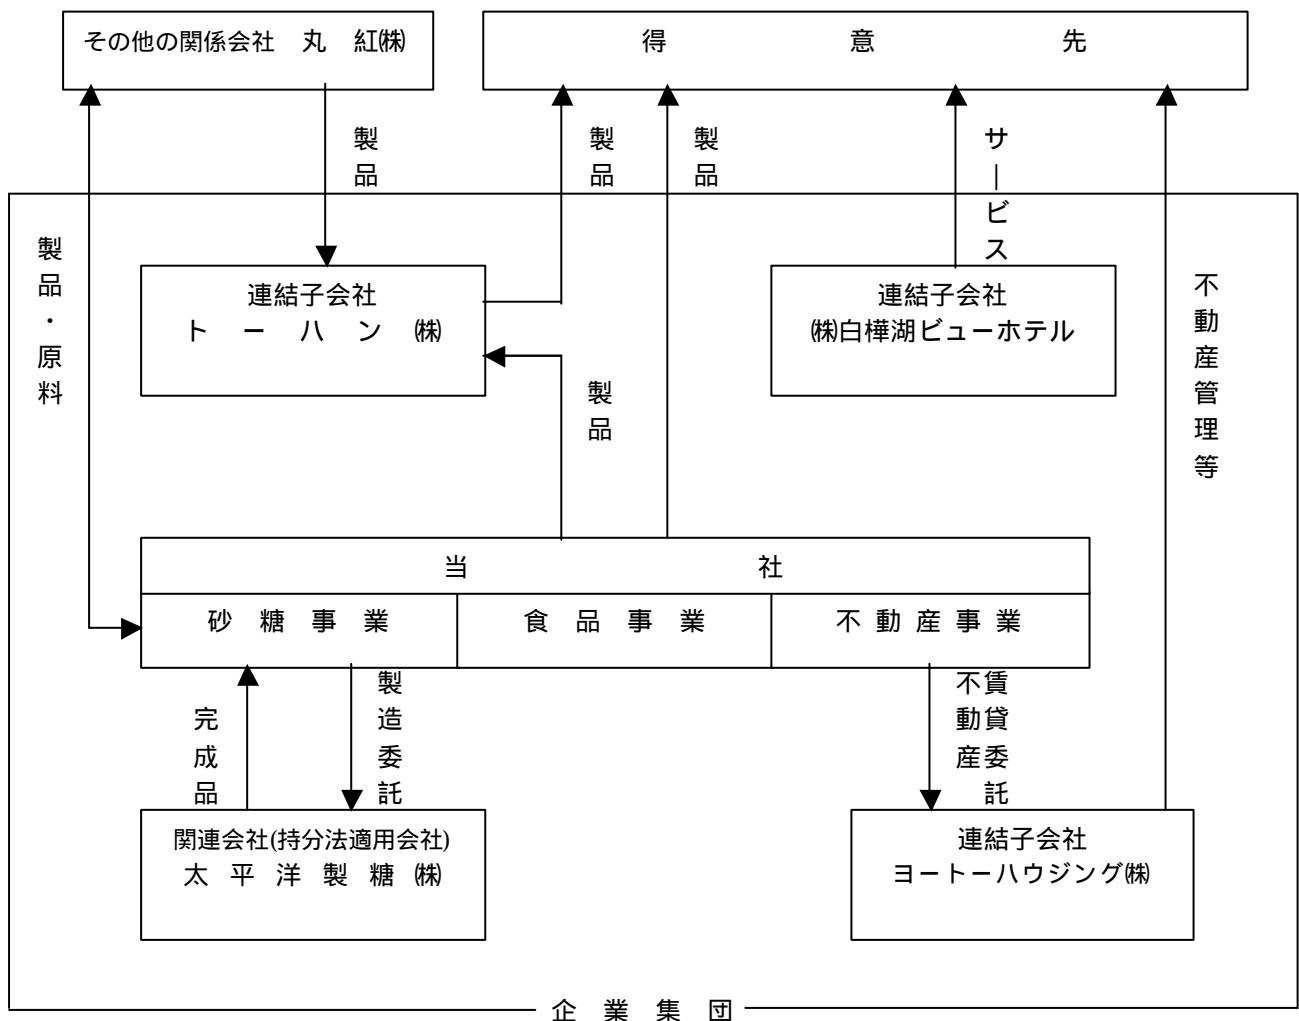 その他の関係会社　丸　紅㈱
得　意　先
製品
製品
製品
サービス
製品・原料
連結子会社
ト　ー　ハ　ン　㈱
連結子会社
㈱白樺湖ビューホテル
不動産管理等
製品
当　社
砂　糖　事　業
食　品　事　業
不　動　産　事　業
完成品
製造委託
不動産
賃貸委託
関連会社(持分法適用会社)
太　平　洋　製　糖　㈱
連結子会社
ヨートーハウジング㈱
企　業　集　団